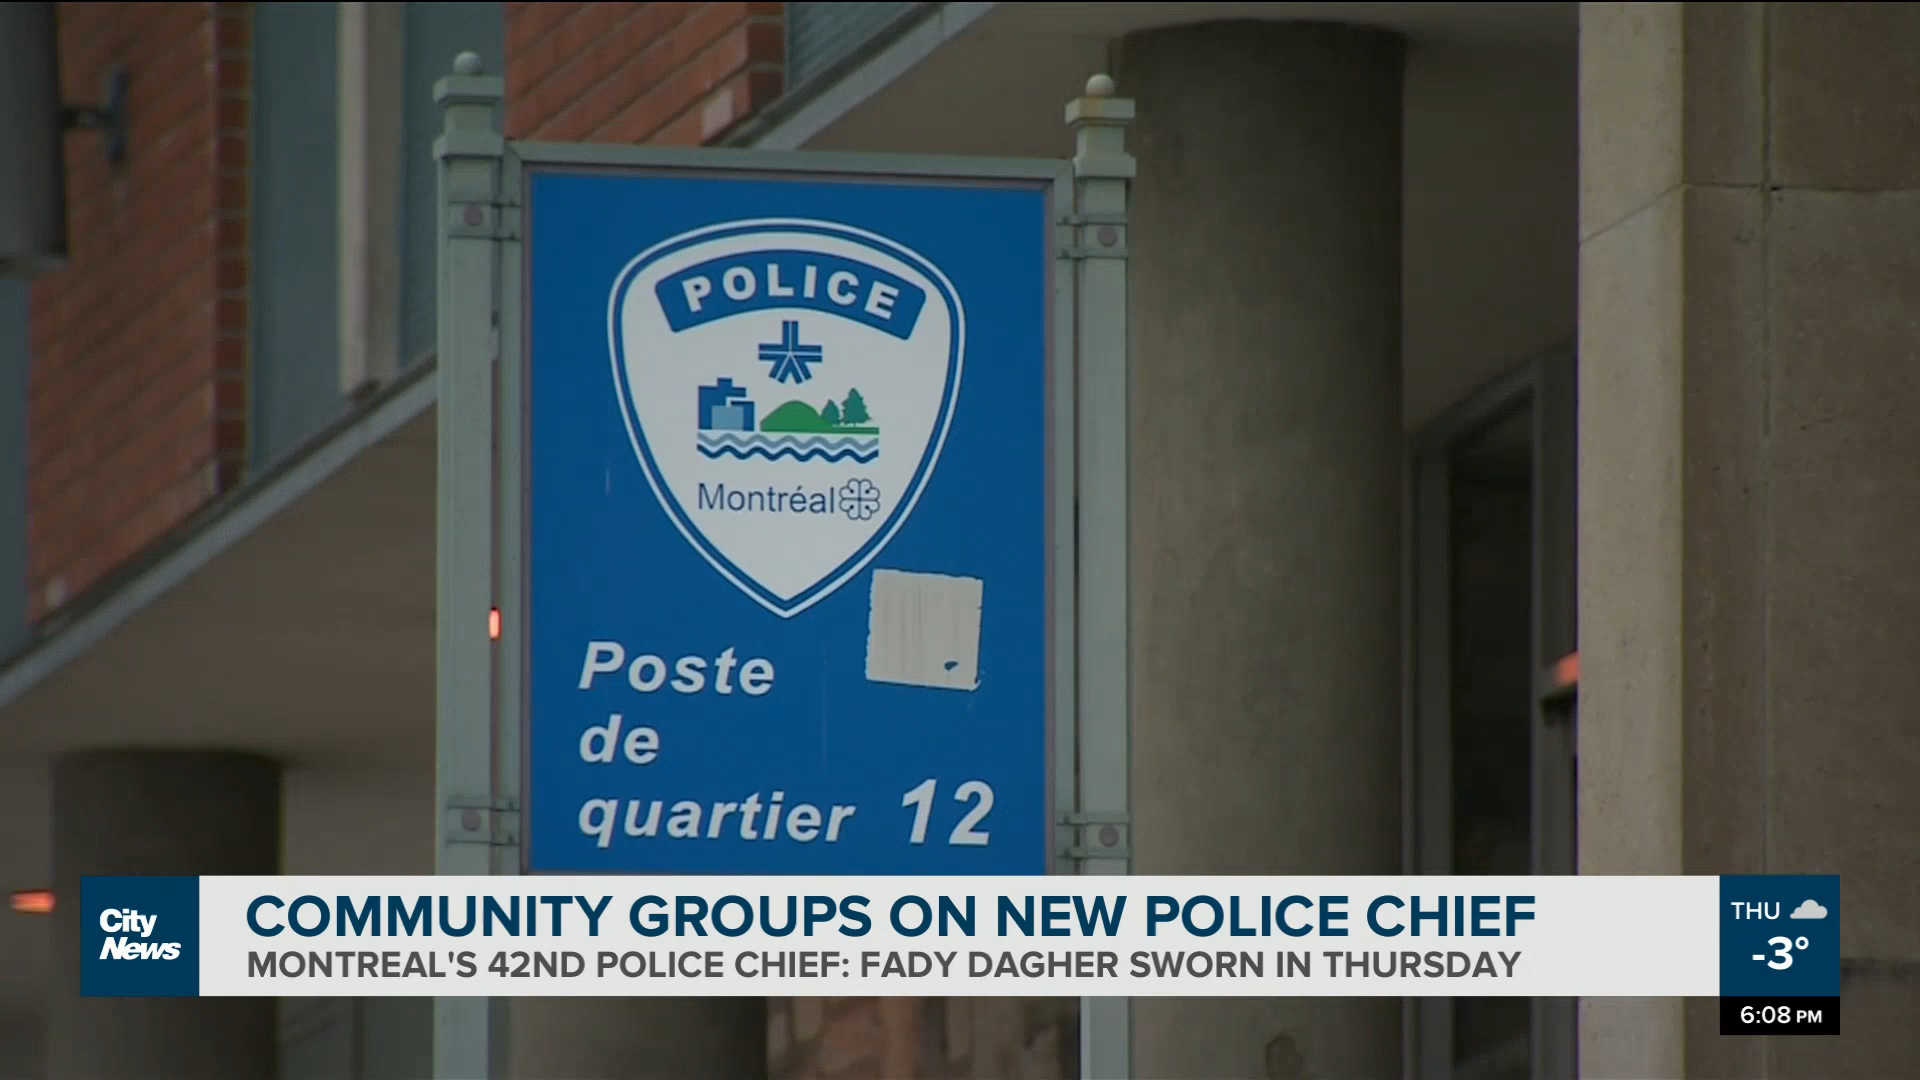 POLICE
Montréal
Poste
de
quartier 12
City
News
COMMUNITY GROUPS ON NEW POLICE CHIEF
MONTREAL'S 42ND POLICE CHIEF: FADY DAGHER SWORN IN THURSDAY
THU
-3°
6:08 PM